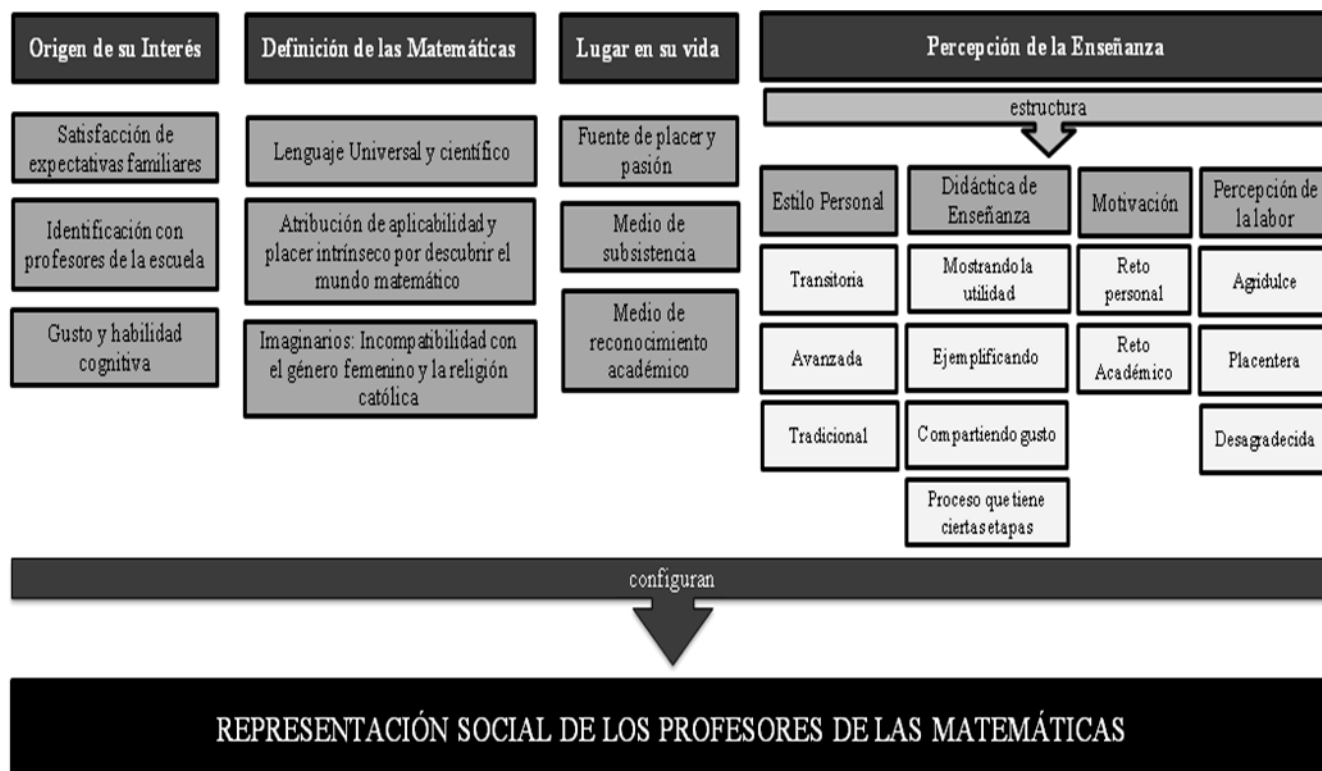 Origen de su Interés
Satisfacción de
expectativas familiares
Identificación con
profesores de la escuela
Gusto y habilidad
cognitiva
Definición de las Matemáticas
Lenguaje Universal y científico
Atribución de aplicabilidad y
placer intrínseco por descubrir el
mundo matemático
Imaginarios: Incompatibilidad con
el género femenino y la religión
católica
Lugar en su vida
Fuente de placer y
pasión
Medio de
subsistencia
Medio de
reconocimiento
académico
Percepción de la Enseñanza
estructura
Estilo Personal
Transitoria
Avanzada
Tradicional
Didáctica de
Enseñanza
Mostrando la
utilidad
Ejemplificando
Compartiendo gusto
Proceso que tiene
ciertas etapas
Motivación
Reto
personal
Reto
Académico
Percepción de
la labor
Agridulce
Placentera
Desagradecida
configuran
REPRESENTACIÓN SOCIAL DE LOS PROFESORES DE LAS MATEMÁTICAS